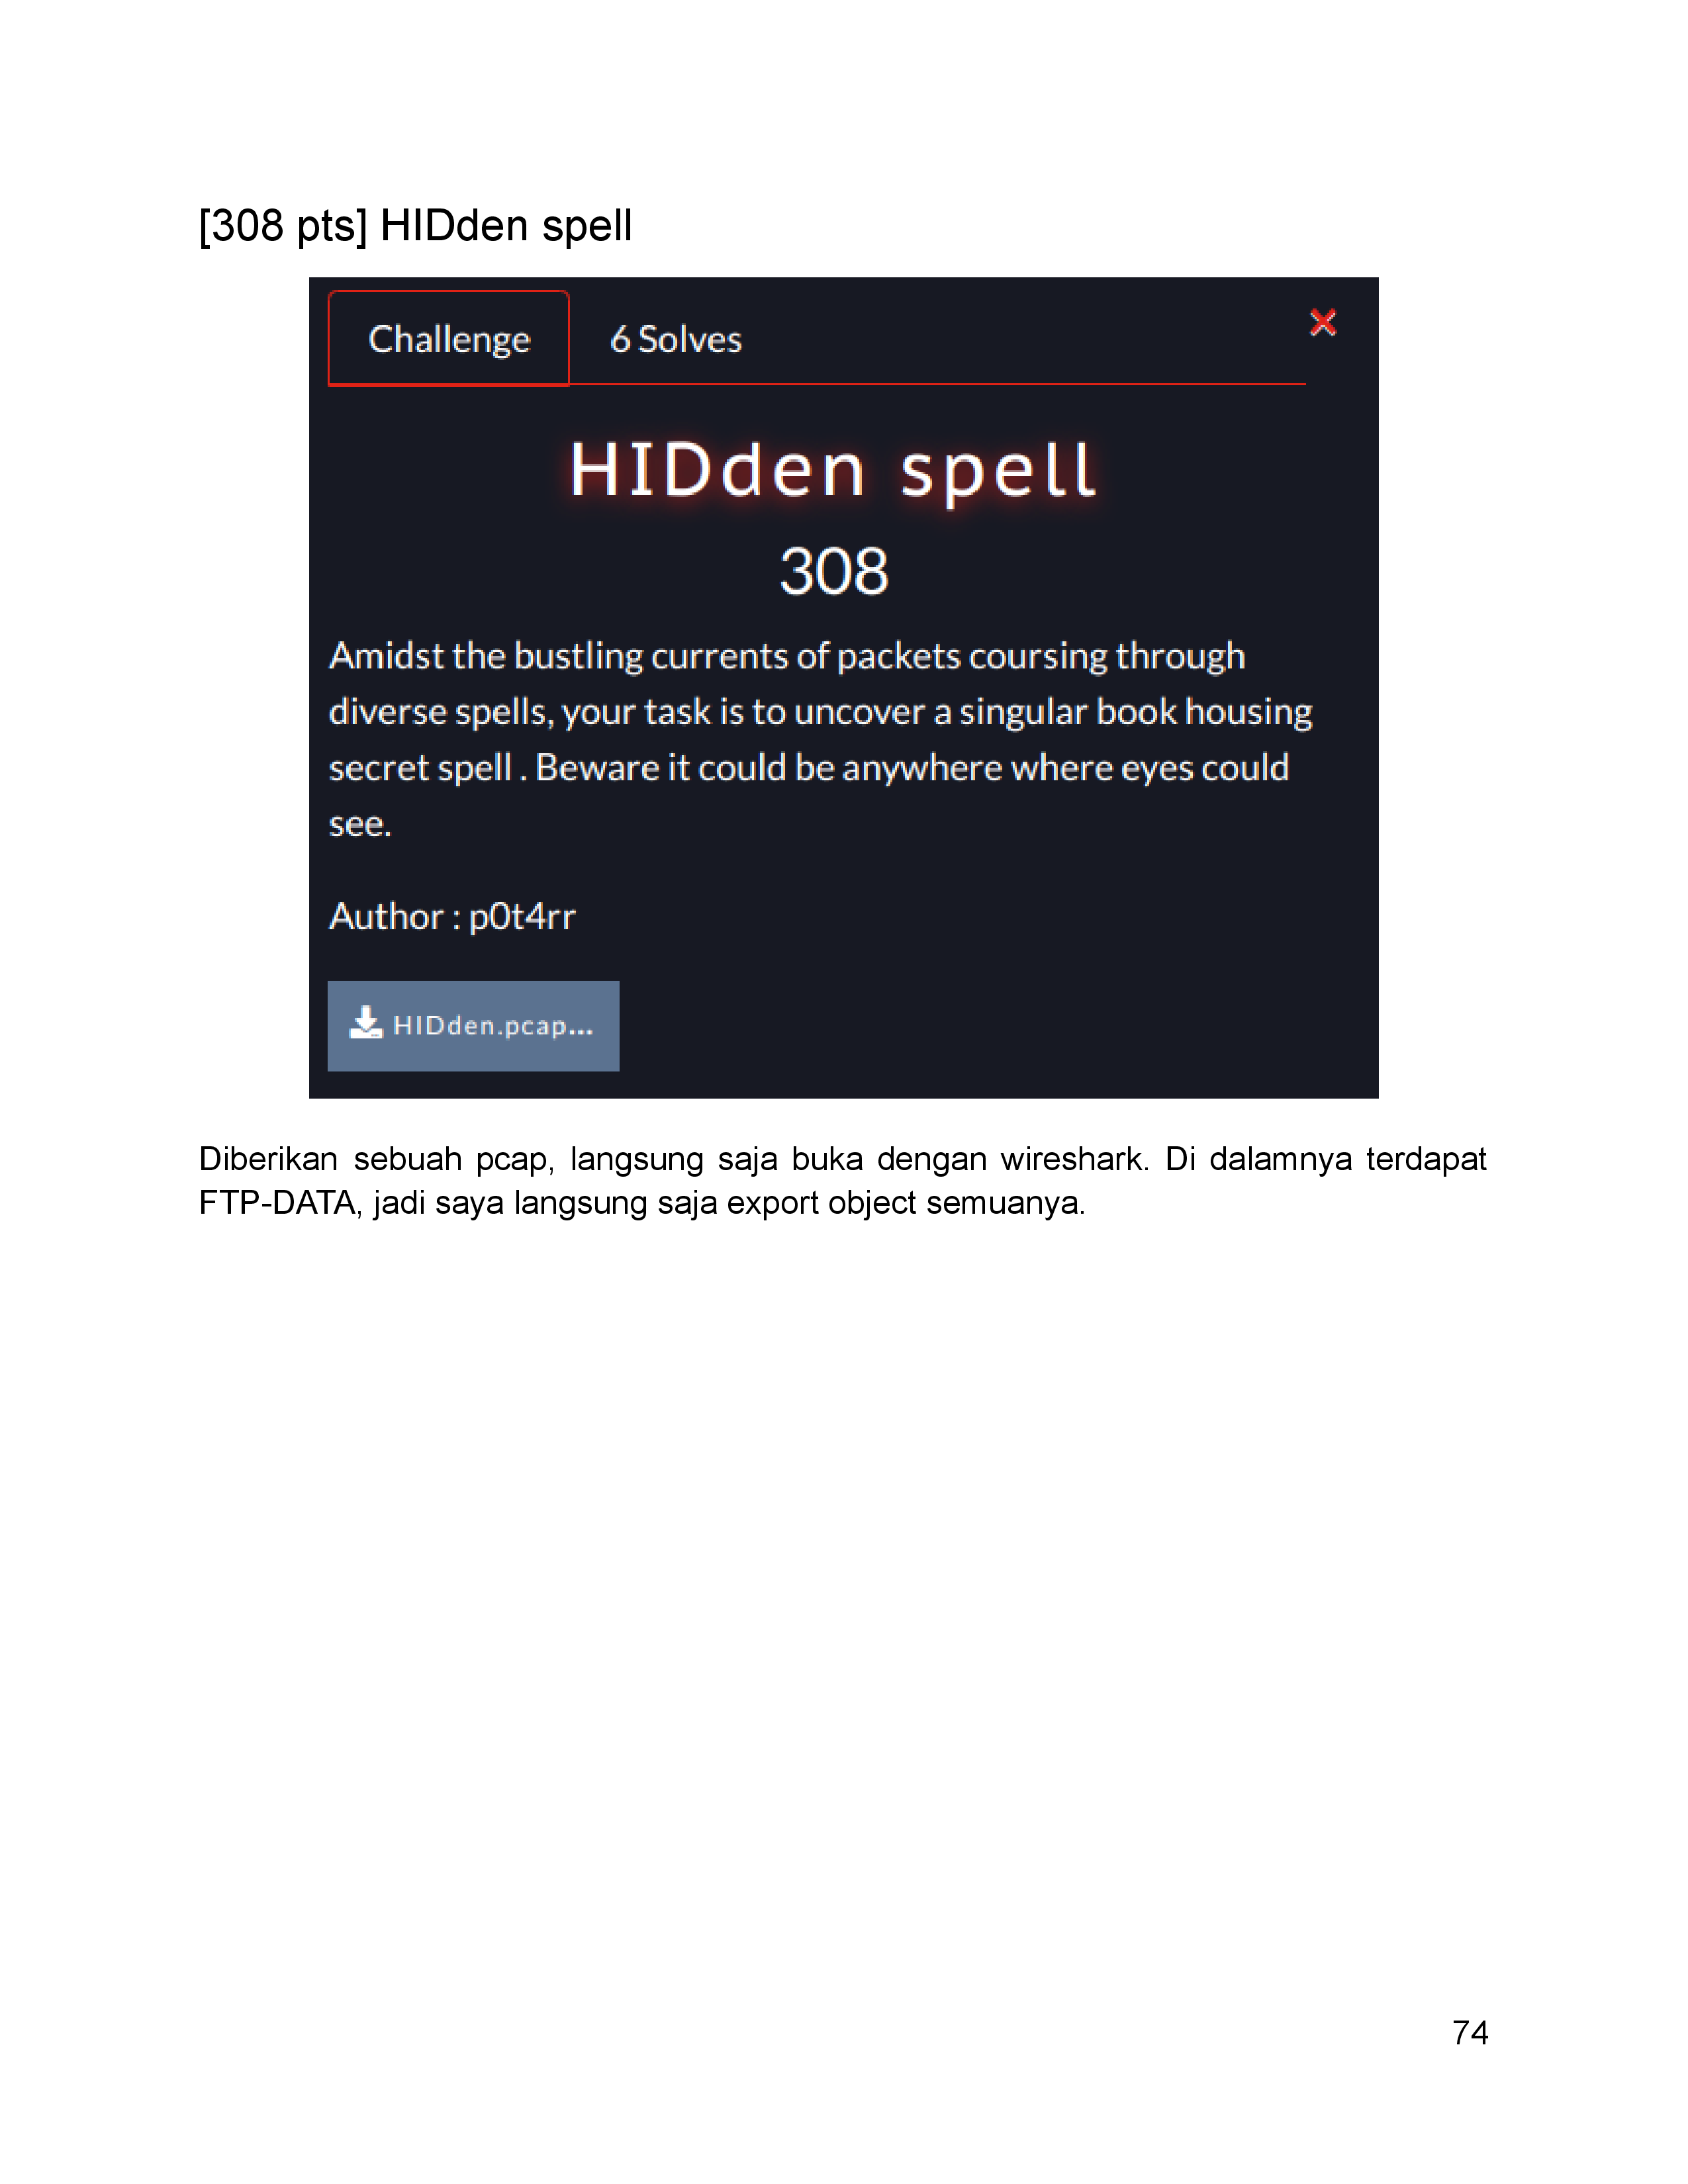 [308 pts] HIDden spell
Challenge
6 Solves
HIDden spell
308
Amidst the bustling currents of packets coursing through
diverse spells, your task is to uncover a singular book housing
secret spell . Beware it could be anywhere where eyes could
see.
Author : p0t4rr
HIDden.pcap...
Diberikan sebuah pcap, langsung saja buka dengan wireshark. Di dalamnya terdapat
FTP-DATA, jadi saya langsung saja export object semuanya.
74